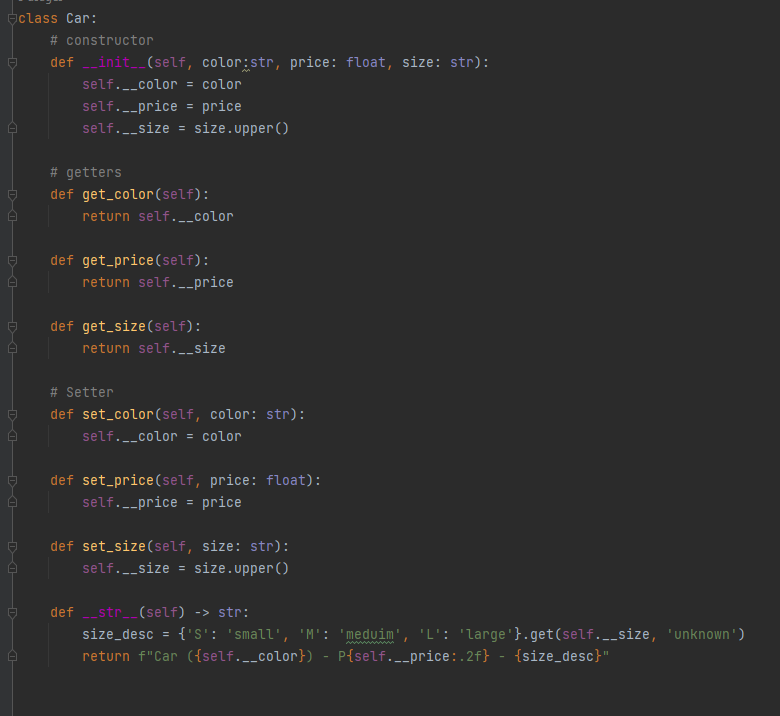 class Car:
    # constructor
    def __init__(self, color:str, price: float, size: str):
        self.__color = color
        self.__price = price
        self.__size = size.upper()

    # getters
    def get_color(self):
        return self.__color

    def get_price(self):
        return self.__price

    def get_size(self):
        return self.__size

    # Setter
    def set_color(self, color: str):
        self.__color = color

    def set_price(self, price: float):
        self.__price = price

    def set_size(self, size: str):
        self.__size = size.upper()

    def __str__(self) -> str:
        size_desc = {'S': 'small', 'M': 'meduim', 'L': 'large'}.get(self.__size, 'unknown')
        return f"Car ({self.__color}) - P{self.__price:.2f} - {size_desc}"